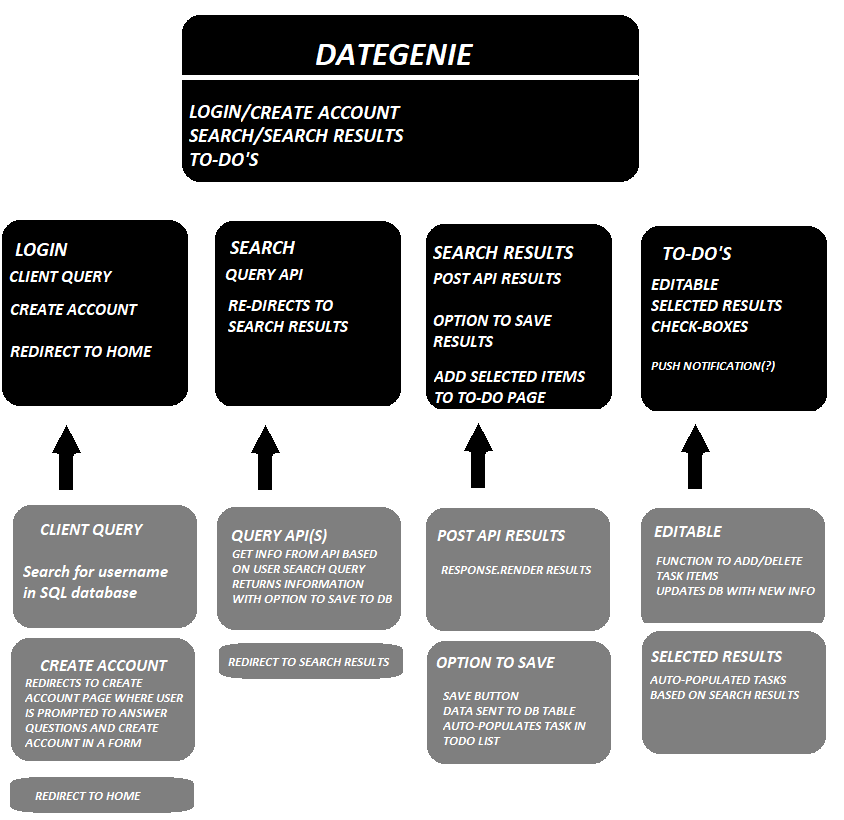 DATEGENIE
LOGIN/CREATE ACCOUNT
SEARCH/SEARCH RESULTS
TO-DO'S
LOGIN
CLIENT QUERY
CREATE ACCOUNT
REDIRECT TO HOME
SEARCH
QUERY API
RE-DIRECTS TO
SEARCH RESULTS
SEARCH RESULTS
POST API RESULTS
OPTION TO SAVE
RESULTS
ADD SELECTED ITEMS
TO TO-DO PAGE
TO-DO'S
EDITABLE
SELECTED RESULTS
CHECK-BOXES
PUSH NOTIFICATION(?)
CLIENT QUERY
Search for username
in SQL database
CREATE ACCOUNT
REDIRECTS TO CREATE
ACCOUNT PAGE WHERE USER
IS PROMPTED TO ANSWER
QUESTIONS AND CREATE
ACCOUNT IN A FORM
REDIRECT TO HOME
QUERY API(S)
GET INFO FROM API BASED
ON USER SEARCH QUERY
RETURNS INFORMATION
WITH OPTION TO SAVE TO DB
REDIRECT TO SEARCH RESULTS
POST API RESULTS
RESPONSE.RENDER RESULTS
OPTION TO SAVE
SAVE BUTTON
DATA SENT TO DB TABLE
AUTO-POPULATES TASK IN
TODO LIST
EDITABLE
FUNCTION TO ADD/DELETE
TASK ITEMS
UPDATES DB WITH NEW INFO
SELECTED RESULTS
AUTO-POPULATED TASKS
BASED ON SEARCH RESULTS